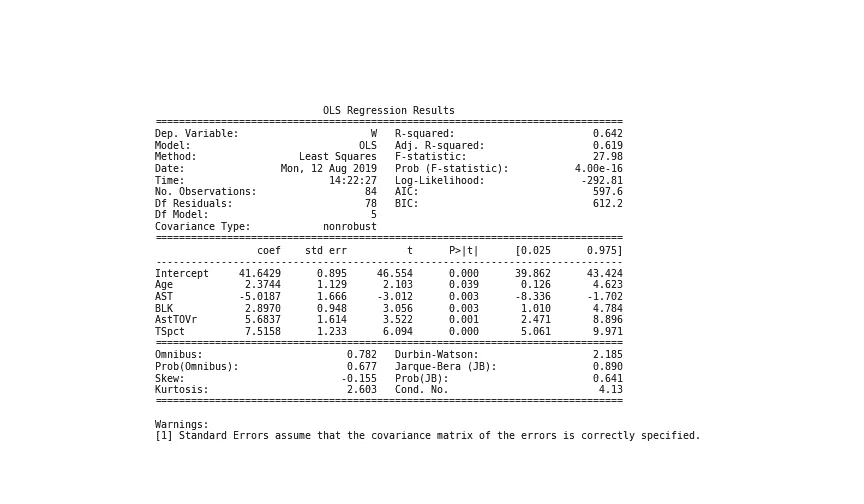 OLS Regression Results
==============================================================================
Dep. Variable:                      W   R-squared:                       0.642
Model:                            OLS   Adj. R-squared:                  0.619
Method:                 Least Squares   F-statistic:                     27.98
Date:                Mon, 12 Aug 2019   Prob (F-statistic):           4.00e-16
Time:                        14:22:27   Log-Likelihood:                -292.81
No. Observations:                  84   AIC:                             597.6
Df Residuals:                      78   BIC:                             612.2
Df Model:                           5
Covariance Type:            nonrobust
==============================================================================
                 coef    std err          t      P>|t|      [0.025      0.975]
------------------------------------------------------------------------------
Intercept     41.6429      0.895     46.554      0.000      39.862      43.424
Age            2.3744      1.129      2.103      0.039       0.126       4.623
AST           -5.0187      1.666     -3.012      0.003      -8.336      -1.702
BLK            2.8970      0.948      3.056      0.003       1.010       4.784
AstTOVr        5.6837      1.614      3.522      0.001       2.471       8.896
TSpct          7.5158      1.233      6.094      0.000       5.061       9.971
==============================================================================
Omnibus:                        0.782   Durbin-Watson:                   2.185
Prob(Omnibus):                  0.677   Jarque-Bera (JB):                0.890
Skew:                          -0.155   Prob(JB):                        0.641
Kurtosis:                       2.603   Cond. No.                         4.13
==============================================================================

Warnings:
[1] Standard Errors assume that the covariance matrix of the errors is correctly specified.